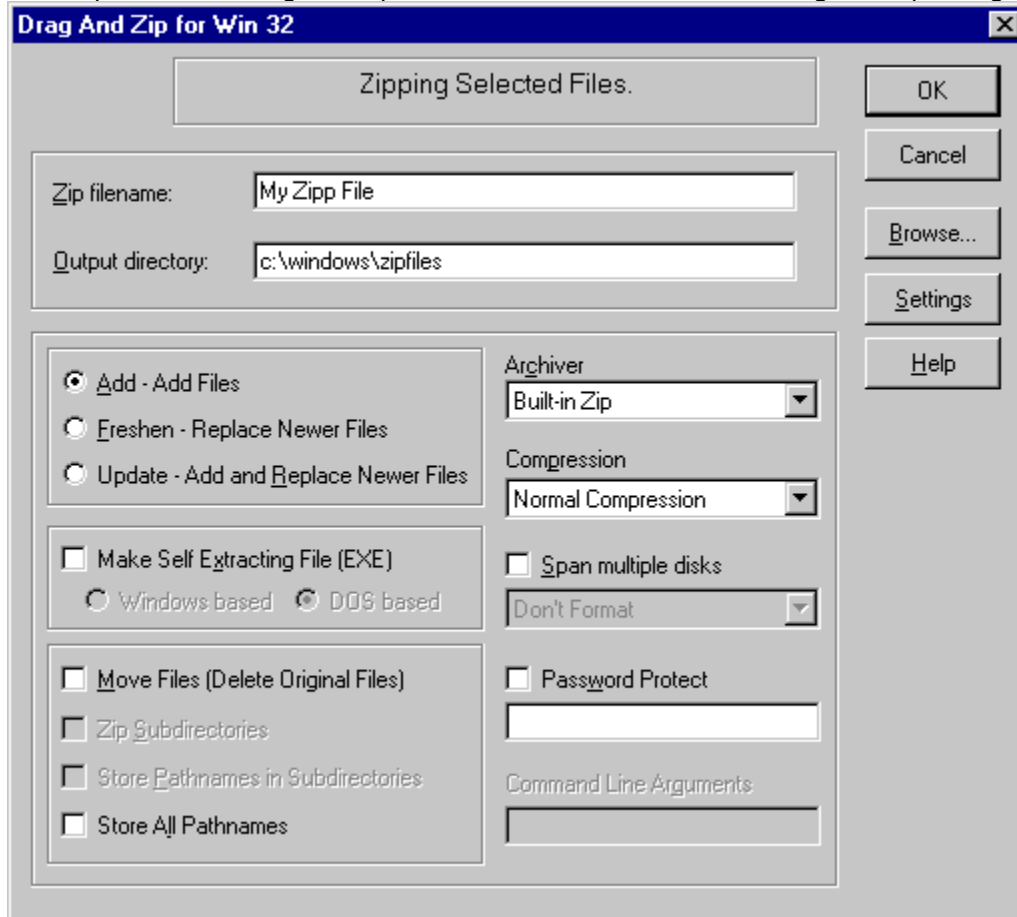 Drag And Zip for Win 32
Zipping Selected Files.
OK
Cancel
Zip filename: My Zipp File
Browse...
Output directory: c:\windows\zipfiles
Settings
Help
Add - Add Files
Freshen - Replace Newer Files
Update - Add and Replace Newer Files
Archiver
Built-in Zip
Compression
Normal Compression
Make Self Extracting File (EXE)
Windows based DOS based
Span multiple disks
Don't Format
Move Files (Delete Original Files)
Zip Subdirectories
Store Pathnames in Subdirectories
Store All Pathnames
Password Protect
Command Line Arguments